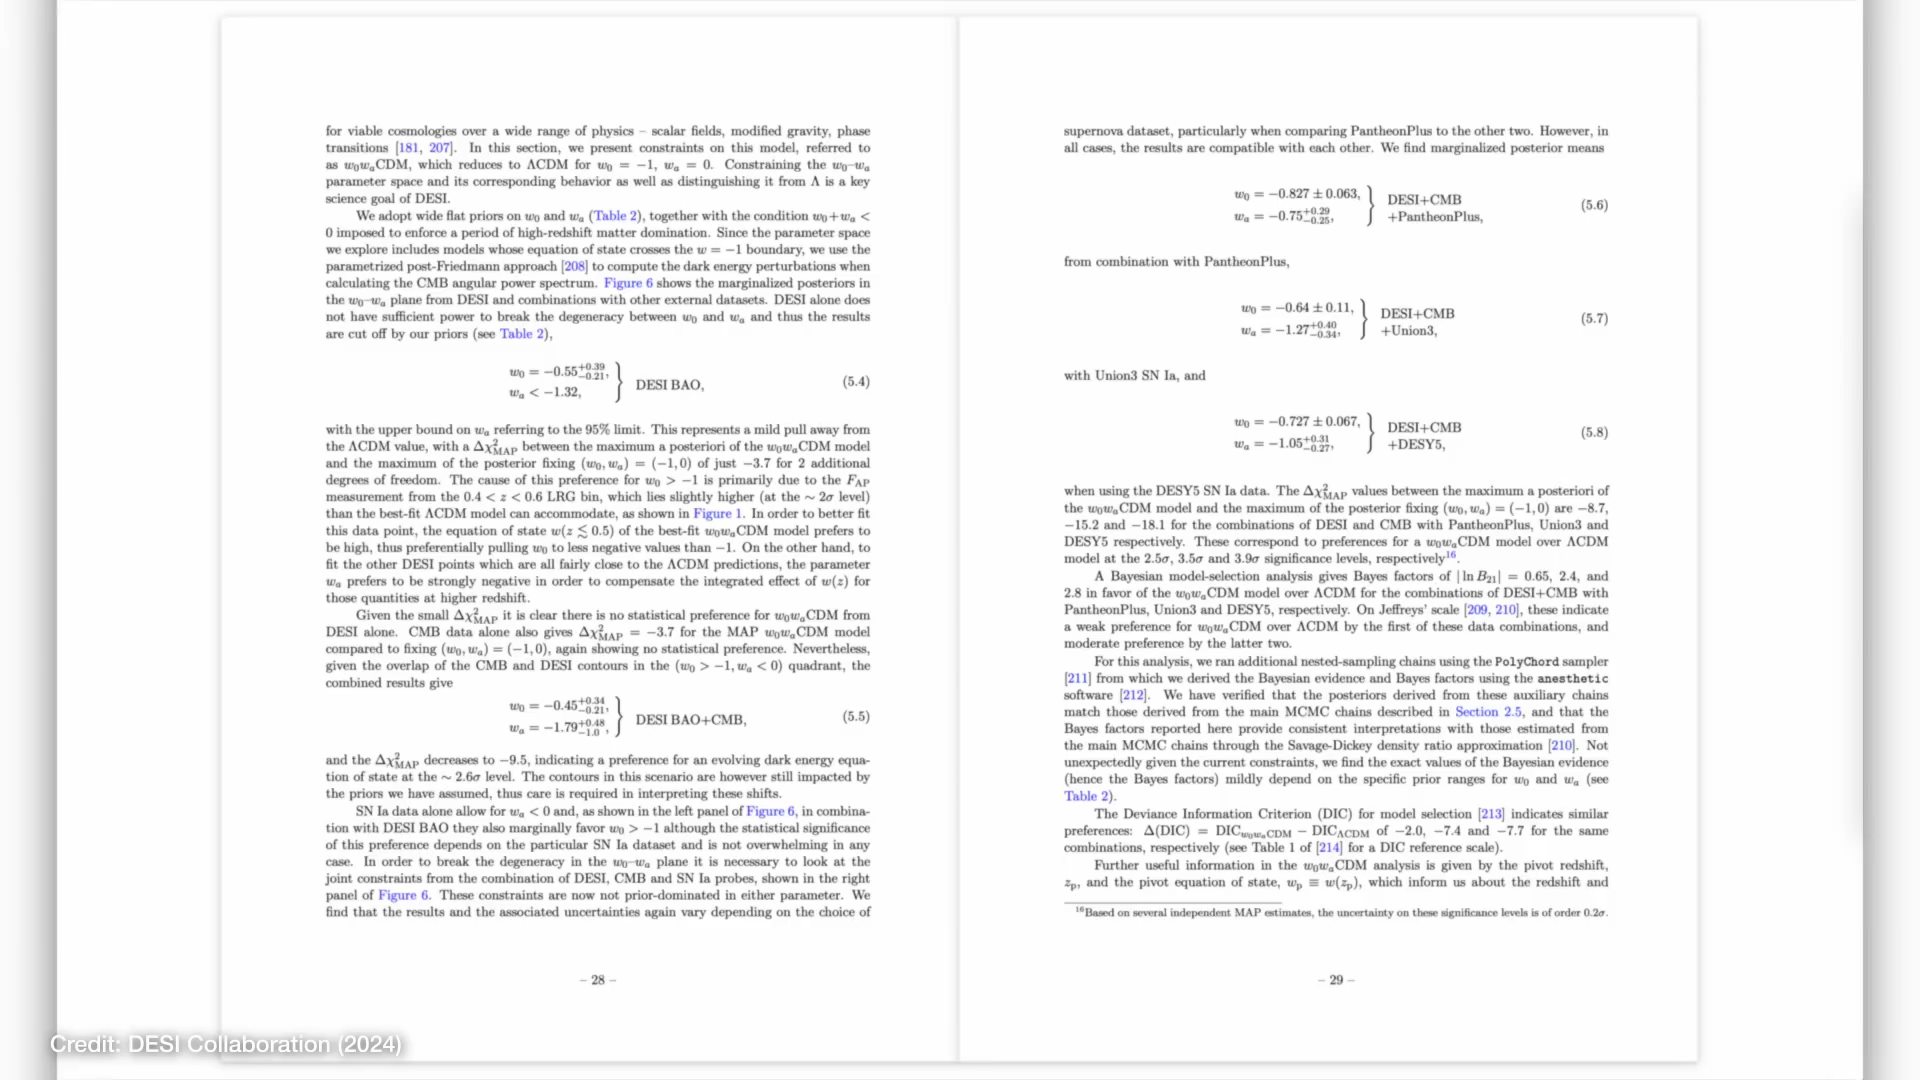 for viable cosmologies over a wide range of physics – scalar fields, modified gravity, phase
transitions [181, 207]. In this section, we present constraints on this model, referred to
as w₀wₐCDM, which reduces to ΛCDM for w₀ = −1, wₐ = 0. Constraining the w₀–wₐ
parameter space and its corresponding behavior as well as distinguishing it from Λ is a key
science goal of DESI.
We adopt wide flat priors on w₀ and wₐ (Table 2), together with the condition w₀+wₐ <
0 imposed to enforce a period of high-redshift matter domination. Since the parameter space
we explore includes models whose equation of state crosses the w = −1 boundary, we use the
parametrized post-Friedmann approach [208] to compute the dark energy perturbations when
calculating the CMB angular power spectrum. Figure 6 shows the marginalized posteriors in
the w₀–wₐ plane from DESI and combinations with other external datasets. DESI alone does
not have sufficient power to break the degeneracy between w₀ and wₐ and thus the results
are cut off by our priors (see Table 2),
w₀ = −0.55^{+0.39}_{−0.21},
wₐ < −1.32,
} DESI BAO, (5.4)
with the upper bound on wₐ referring to the 95% limit. This represents a mild pull away from
the ΛCDM value, with a Δχ²_MAP between the maximum a posteriori of the w₀wₐCDM model
and the maximum of the posterior fixing (w₀, wₐ) = (−1, 0) of just −3.7 for 2 additional
degrees of freedom. The cause of this preference for w₀ > −1 is primarily due to the F_AP
measurement from the 0.4 < z < 0.6 LRG bin, which lies slightly higher (at the ∼ 2σ level)
than the best-fit ΛCDM model can accommodate, as shown in Figure 1. In order to better fit
this data point, the equation of state w(z ≲ 0.5) of the best-fit w₀wₐCDM model prefers to
be high, thus preferentially pulling w₀ to less negative values than −1. On the other hand, to
fit the other DESI points which are all fairly close to the ΛCDM predictions, the parameter
wₐ prefers to be strongly negative in order to compensate the integrated effect of w(z) for
those quantities at higher redshift.
Given the small Δχ²_MAP it is clear there is no statistical preference for w₀wₐCDM from
DESI alone. CMB data alone also gives Δχ²_MAP = −3.7 for the MAP w₀wₐCDM model
compared to fixing (w₀, wₐ) = (−1, 0), again showing no statistical preference. Nevertheless,
given the overlap of the CMB and DESI contours in the (w₀ > −1, wₐ < 0) quadrant, the
combined results give
w₀ = −0.45^{+0.34}_{−0.21},
wₐ = −1.79^{+0.48}_{−1.0},
} DESI BAO+CMB, (5.5)
and the Δχ²_MAP decreases to −9.5, indicating a preference for an evolving dark energy equa-
tion of state at the ∼ 2.6σ level. The contours in this scenario are however still impacted by
the priors we have assumed, thus care is required in interpreting these shifts.
SN Ia data alone allow for wₐ < 0 and, as shown in the left panel of Figure 6, in combina-
tion with DESI BAO they also marginally favor w₀ > −1 although the statistical significance
of this preference depends on the particular SN Ia dataset and is not overwhelming in any
case. In order to break the degeneracy in the w₀–wₐ plane it is necessary to look at the
joint constraints from the combination of DESI, CMB and SN Ia probes, shown in the right
panel of Figure 6. These constraints are now not prior-dominated in either parameter. We
find that the results and the associated uncertainties again vary depending on the choice of
– 28 –
supernova dataset, particularly when comparing PantheonPlus to the other two. However, in
all cases, the results are compatible with each other. We find marginalized posterior means
w₀ = −0.827 ± 0.063,
wₐ = −0.75^{+0.29}_{−0.25},
} DESI+CMB
+PantheonPlus, (5.6)
from combination with PantheonPlus,
w₀ = −0.64 ± 0.11,
wₐ = −1.27^{+0.40}_{−0.34},
} DESI+CMB
+Union3, (5.7)
with Union3 SN Ia, and
w₀ = −0.727 ± 0.067,
wₐ = −1.05^{+0.31}_{−0.27},
} DESI+CMB
+DESY5, (5.8)
when using the DESY5 SN Ia data. The Δχ²_MAP values between the maximum a posteriori of
the w₀wₐCDM model and the maximum of the posterior fixing (w₀, wₐ) = (−1, 0) are −8.7,
−15.2 and −18.1 for the combinations of DESI and CMB with PantheonPlus, Union3 and
DESY5 respectively. These correspond to preferences for a w₀wₐCDM model over ΛCDM
model at the 2.5σ, 3.5σ and 3.9σ significance levels, respectively¹⁶.
A Bayesian model-selection analysis gives Bayes factors of |ln B₂₁| = 0.65, 2.4, and
2.8 in favor of the w₀wₐCDM model over ΛCDM for the combinations of DESI+CMB with
PantheonPlus, Union3 and DESY5, respectively. On Jeffreys' scale [209, 210], these indicate
a weak preference for w₀wₐCDM over ΛCDM by the first of these data combinations, and
moderate preference by the latter two.
For this analysis, we ran additional nested-sampling chains using the PolyChord sampler
[211] from which we derived the Bayesian evidence and Bayes factors using the anesthetic
software [212]. We have verified that the posteriors derived from these auxiliary chains
match those derived from the main MCMC chains described in Section 2.5, and that the
Bayes factors reported here provide consistent interpretations with those estimated from
the main MCMC chains through the Savage-Dickey density ratio approximation [210]. Not
unexpectedly given the current constraints, we find the exact values of the Bayesian evidence
(hence the Bayes factors) mildly depend on the specific prior ranges for w₀ and wₐ (see
Table 2).
The Deviance Information Criterion (DIC) for model selection [213] indicates similar
preferences: Δ(DIC) = DIC_w₀wₐCDM − DIC_ΛCDM of −2.0, −7.4 and −7.7 for the same
combinations, respectively (see Table 1 of [214] for a DIC reference scale).
Further useful information in the w₀wₐCDM analysis is given by the pivot redshift,
z_p, and the pivot equation of state, w_p ≡ w(z_p), which inform us about the redshift and
¹⁶Based on several independent MAP estimates, the uncertainty on these significance levels is of order 0.2σ.
– 29 –
Credit: DESI Collaboration (2024)